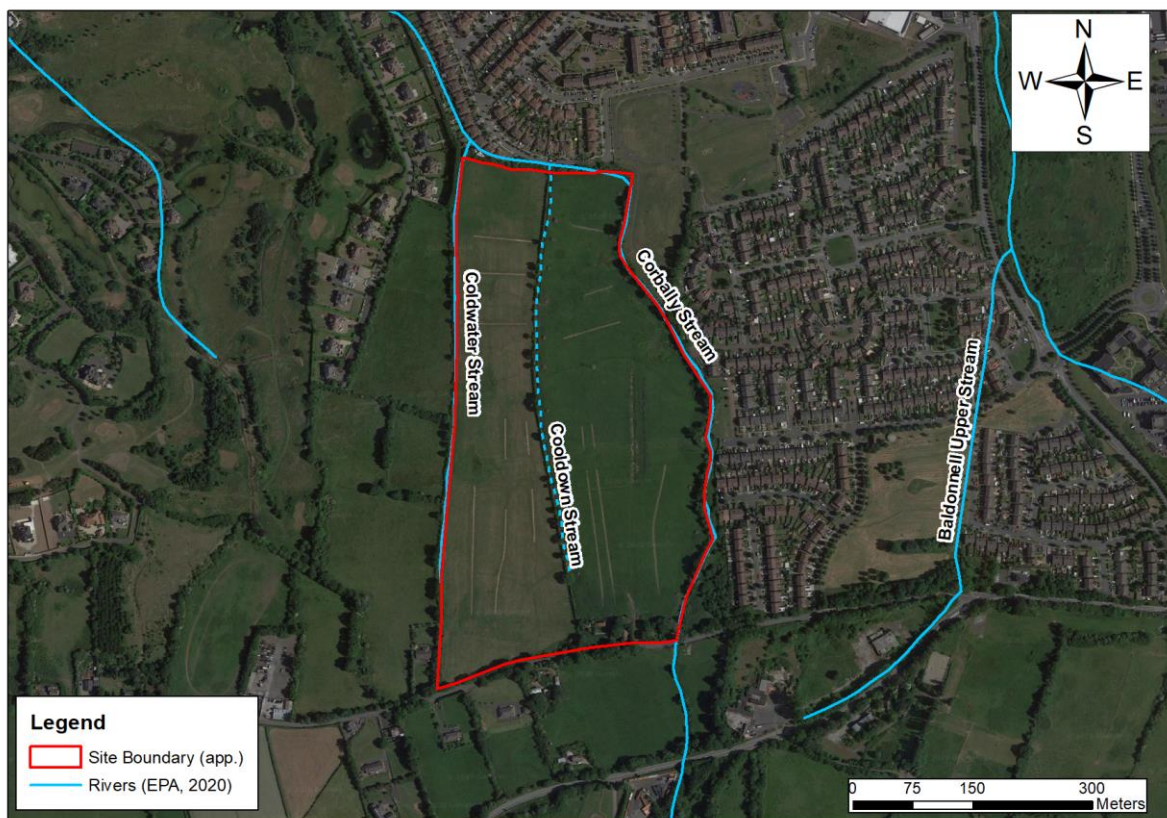 N
W E
S
Coldwater Stream
Cooldown Stream
Corbally Stream
Baldonnell Upper Stream
Legend
Site Boundary (app.)
Rivers (EPA, 2020)
0 75 150 300
Meters